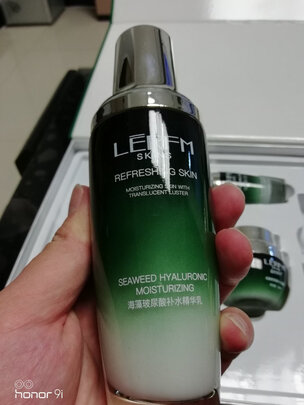 SKINS
REFRESHING SKIN
MOISTURIZING SKIN WITH
TRANSLUCENT LUSTER
SEAWEED HYALURONIC
MOISTURIZING
海藻玻尿酸补水精华乳
honor 9i